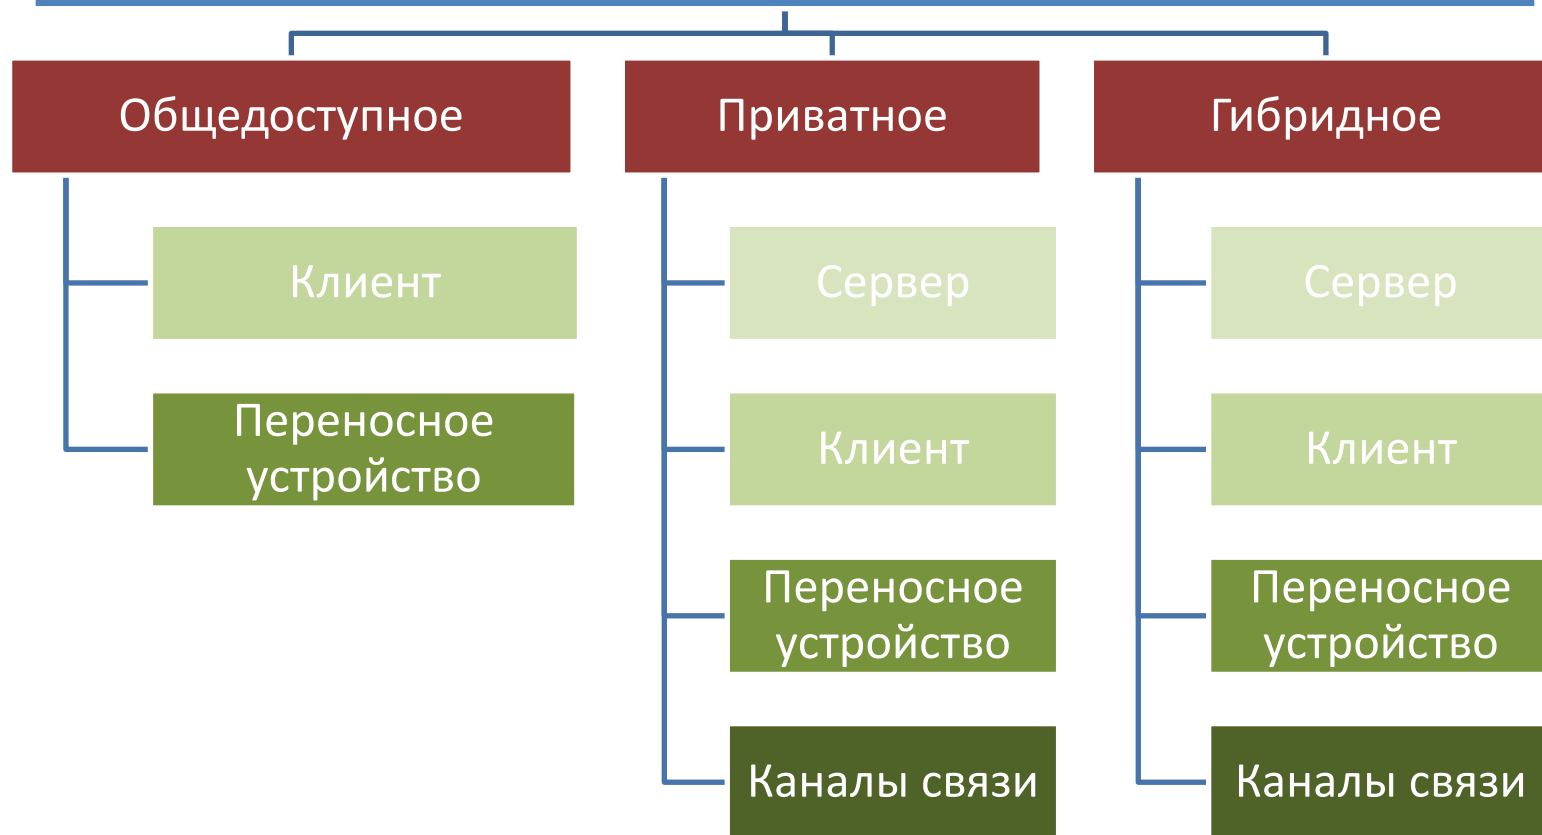 Общедоступное
Клиент
Переносное
устройство
Приватное
Сервер
Клиент
Переносное
устройство
Каналы связи
Гибридное
Сервер
Клиент
Переносное
устройство
Каналы связи